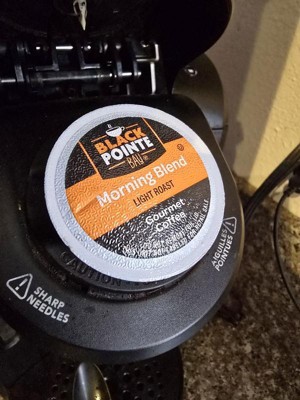 BLACK
POINTE
BAY
Morning Blend
LIGHT ROAST
Gourmet
Coffee
CAUTION
SHARP
NEEDLES
AIGUILLES
POINTUES